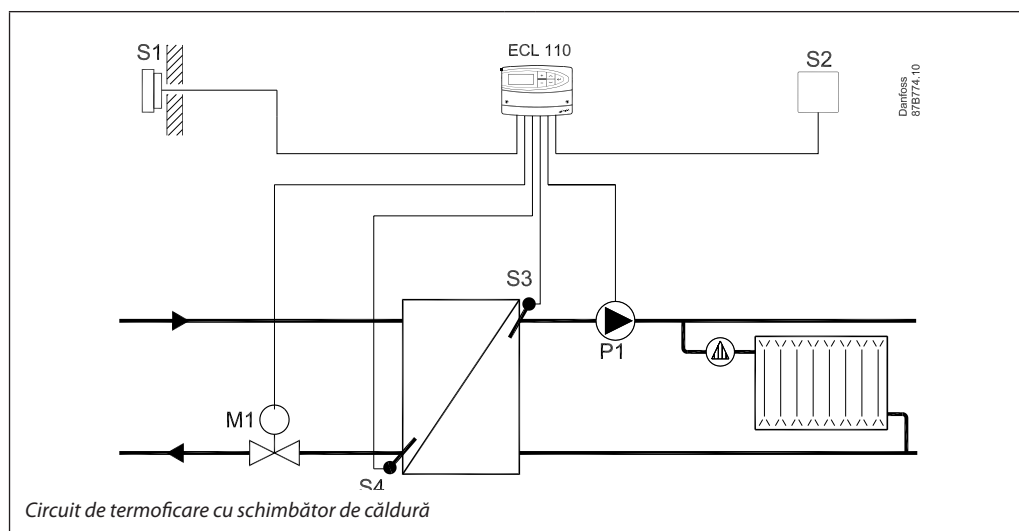 S1
ECL 110
S2
Danfoss
87B774.10
S3
P1
M1
S4
Circuit de termoficare cu schimbător de căldură